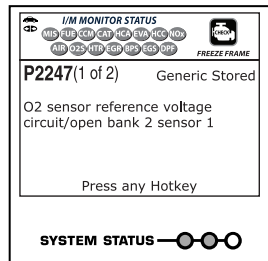 I/M MONITOR STATUS
MIS FUE CCM CAT HCA EVA HCC NOx
AIR O2S HTR EGR BPS EGS DPF
CHECK
FREEZE FRAME
P2247(1 of 2) Generic Stored
O2 sensor reference voltage
circuit/open bank 2 sensor 1
Press any Hotkey
SYSTEM STATUS